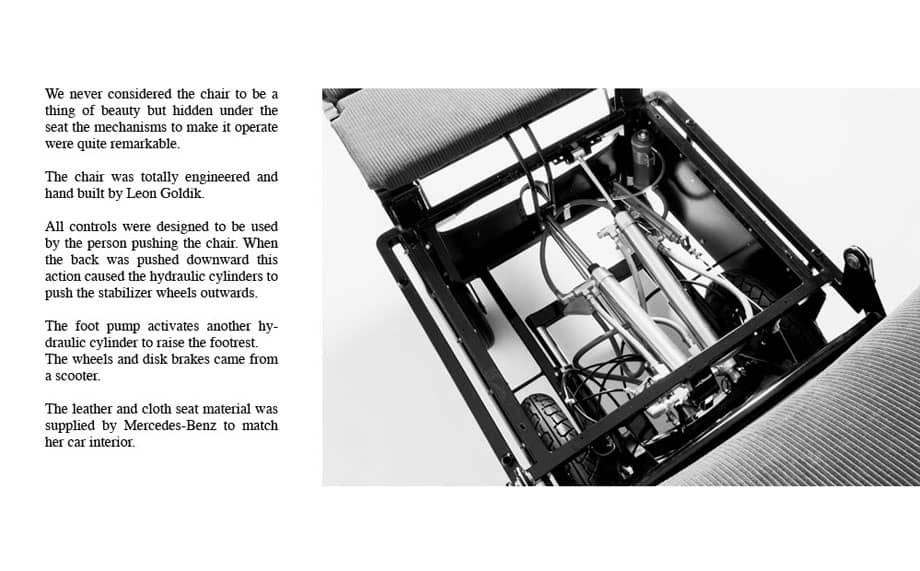 We never considered the chair to be a
thing of beauty but hidden under the
seat the mechanisms to make it operate
were quite remarkable.
The chair was totally engineered and
hand built by Leon Goldik.
All controls were designed to be used
by the person pushing the chair. When
the back was pushed downward this
action caused the hydraulic cylinders to
push the stabilizer wheels outwards.
The foot pump activates another hy-
draulic cylinder to raise the footrest.
The wheels and disk brakes came from
a scooter.
The leather and cloth seat material was
supplied by Mercedes-Benz to match
her car interior.